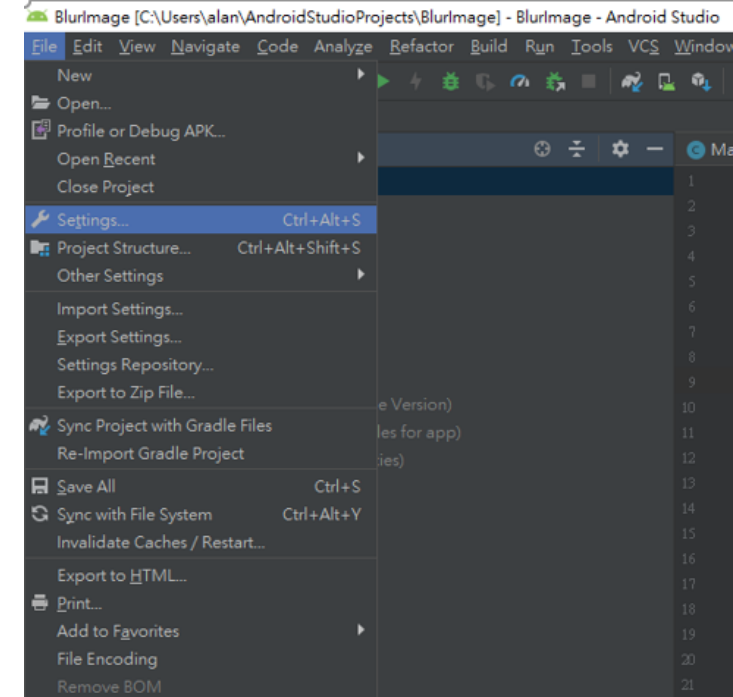 BlurImage [C:\Users\alan\AndroidStudioProjects\BlurImage] - BlurImage - Android Studio
File Edit View Navigate Code Analyze Refactor Build Run Tools VCS Window
New
Open...
Profile or Debug APK...
Open Recent
Close Project
Ma
Settings... Ctrl+Alt+S
Project Structure... Ctrl+Alt+Shift+S
Other Settings
Import Settings...
Export Settings...
Settings Repository...
Export to Zip File...
e Version)
Sync Project with Gradle Files
les for app)
Re-Import Gradle Project
ties)
Save All Ctrl+S
Sync with File System Ctrl+Alt+Y
Invalidate Caches / Restart...
Export to HTML...
Print...
Add to Favorites
File Encoding
Remove BOM
1
2
3
4
5
6
7
8
9
10
11
12
13
14
15
16
17
18
19
20
21